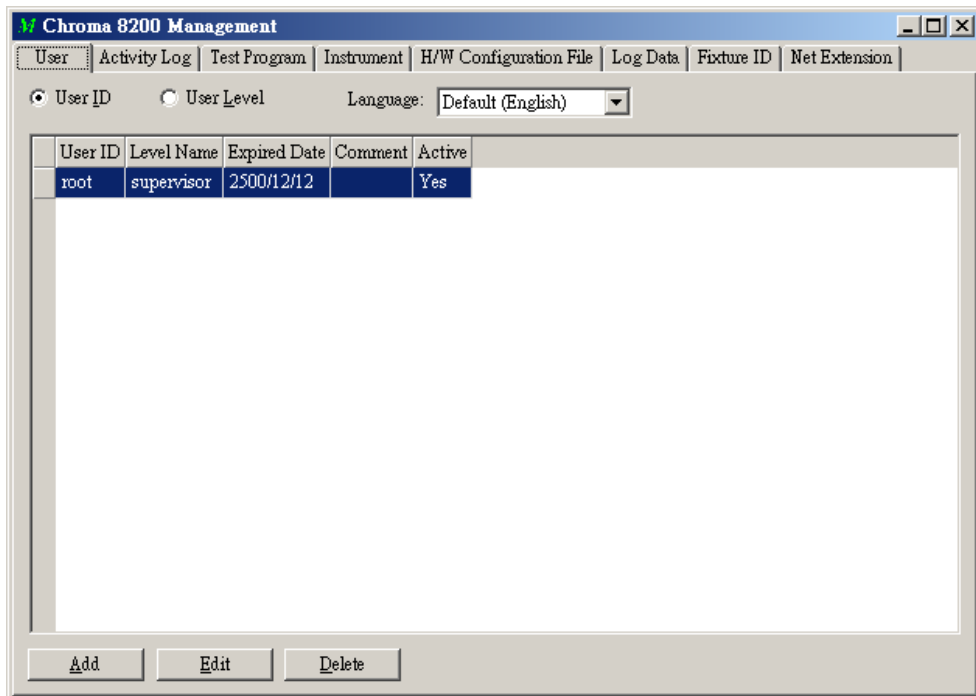 Chroma 8200 Management
User Activity Log Test Program Instrument H/W Configuration File Log Data Fixture ID Net Extension
User ID User Level Language: Default (English)
User ID Level Name Expired Date Comment Active
root supervisor 2500/12/12 Yes
Add Edit Delete